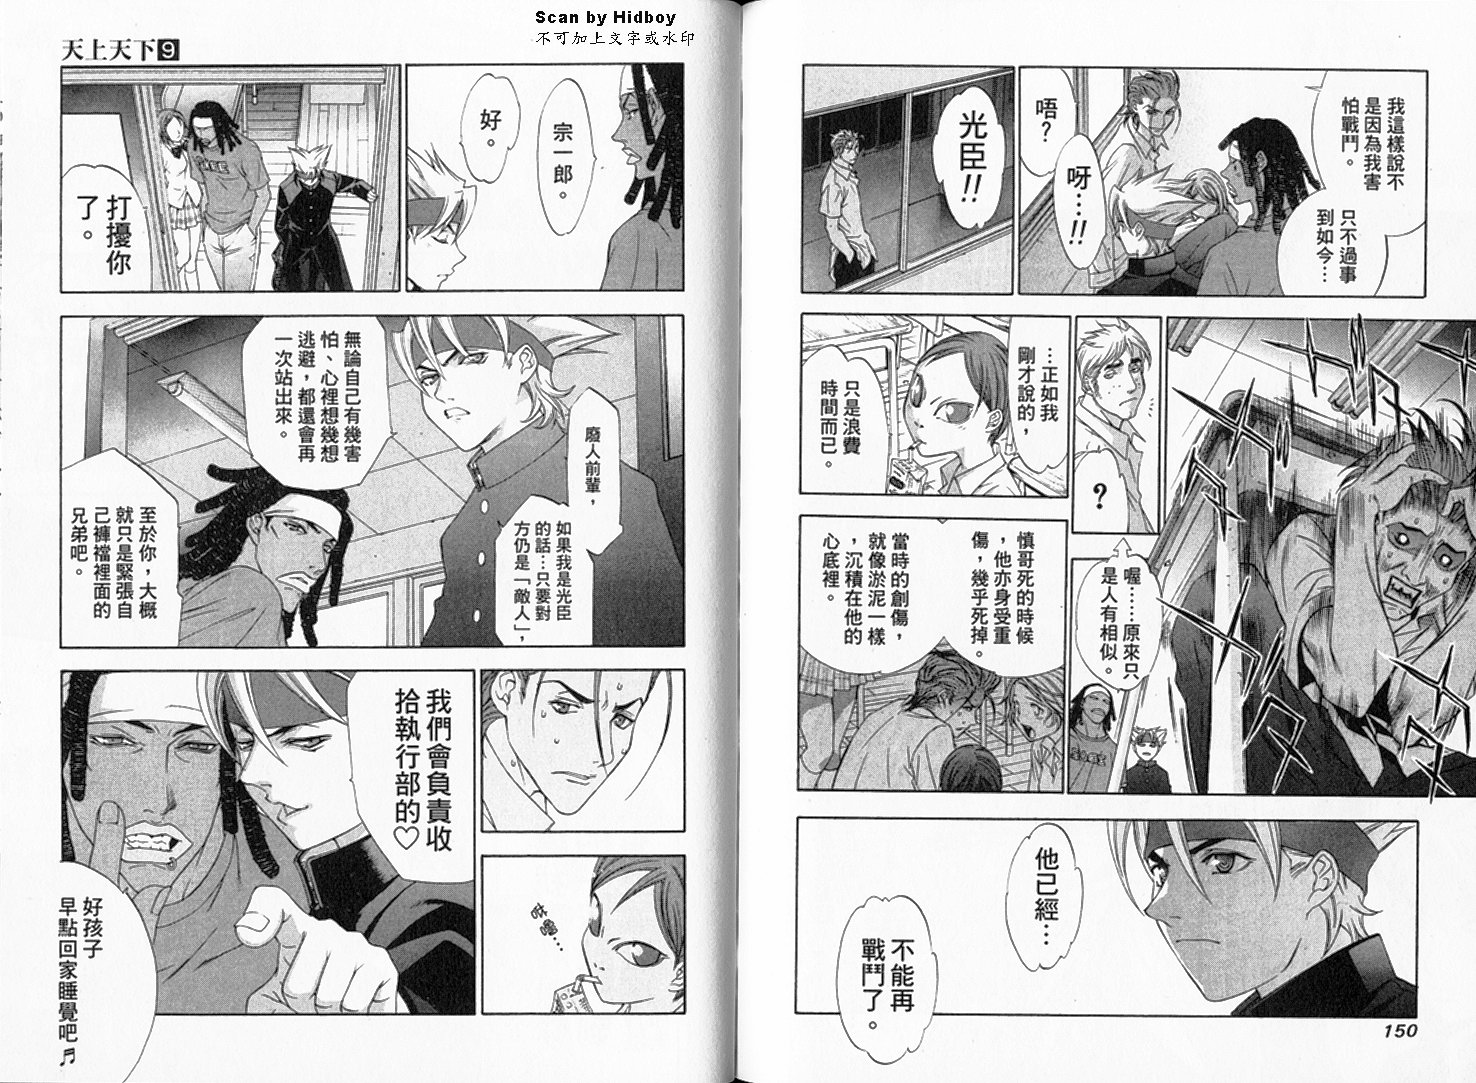 Scan by Hidboy
不可加上文字或水印
我這樣說不
是因為我害
怕戰鬥。
只不過事
到如今…
唔?
呀…!!
光臣!!
?
…正如我
剛才說的,
只是浪費
時間而已。
喔……原來只
是人有相似。
慎哥死的時候
,他亦身受重
傷,幾乎死掉。
當時的創傷,
就像淤泥一樣
,沉積在他的
心底裡。
他已經…
不能再
戰鬥了。
150
天上天下9
宗一郎。
好。
打擾你
了。
廢人前輩,
如果我是光臣
的話…只要對
方仍是「敵人」,
無論自己有幾害
怕、心裡想幾想
逃避,都還會再
一次站出來。
至於你,大概
就只是緊張自
己褲襠裡面的
兄弟吧。
我們會負責收
拾執行部的♡
好孩子
早點回家睡覺吧♬